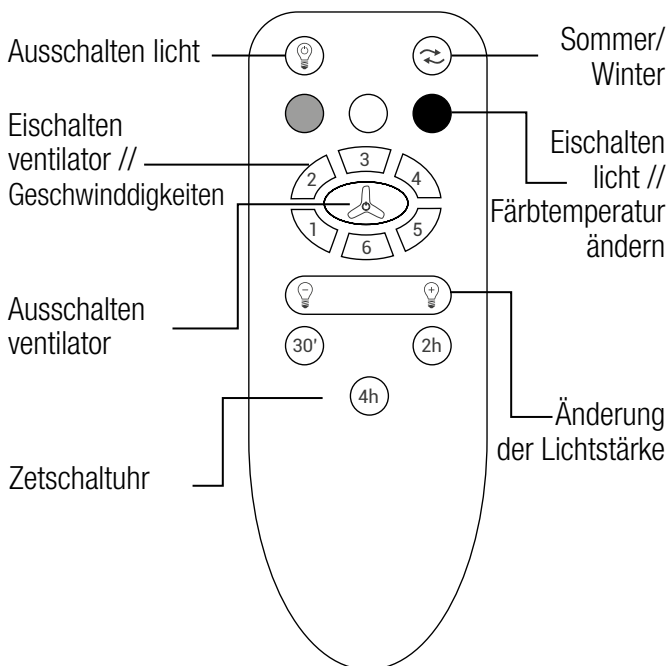 Ausschalten licht
Sommer/
Winter
Eischalten
ventilator //
Geschwinddigkeiten
Eischalten
licht //
Färbtemperatur
ändern
3
2
4
1
5
6
Ausschalten
ventilator
30'
2h
4h
Änderung
der Lichtstärke
Zetschaltuhr